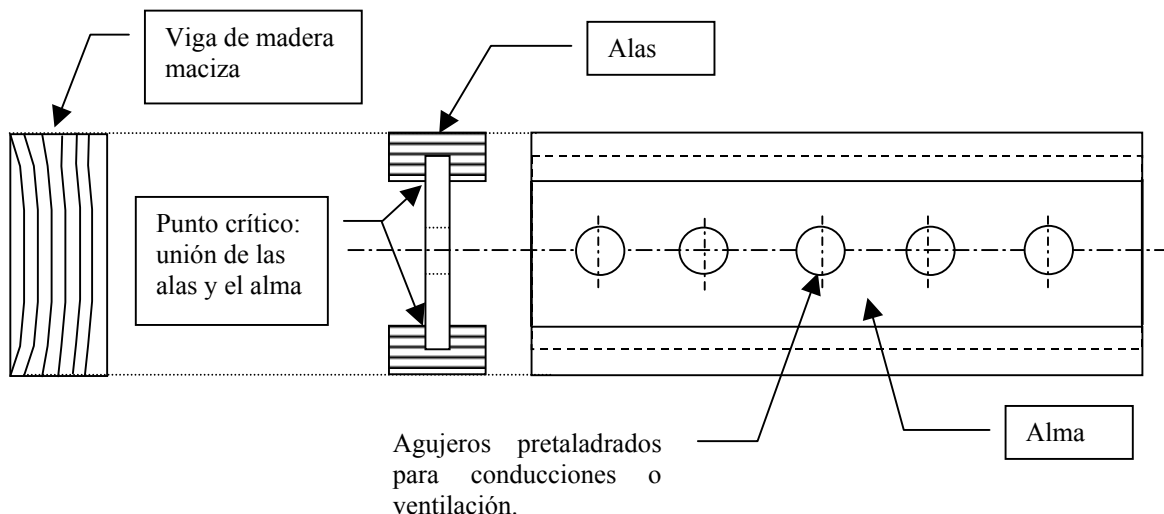 Viga de madera
maciza
Alas
Punto crítico:
unión de las
alas y el alma
Agujeros pretaladrados
para conducciones o
ventilación.
Alma